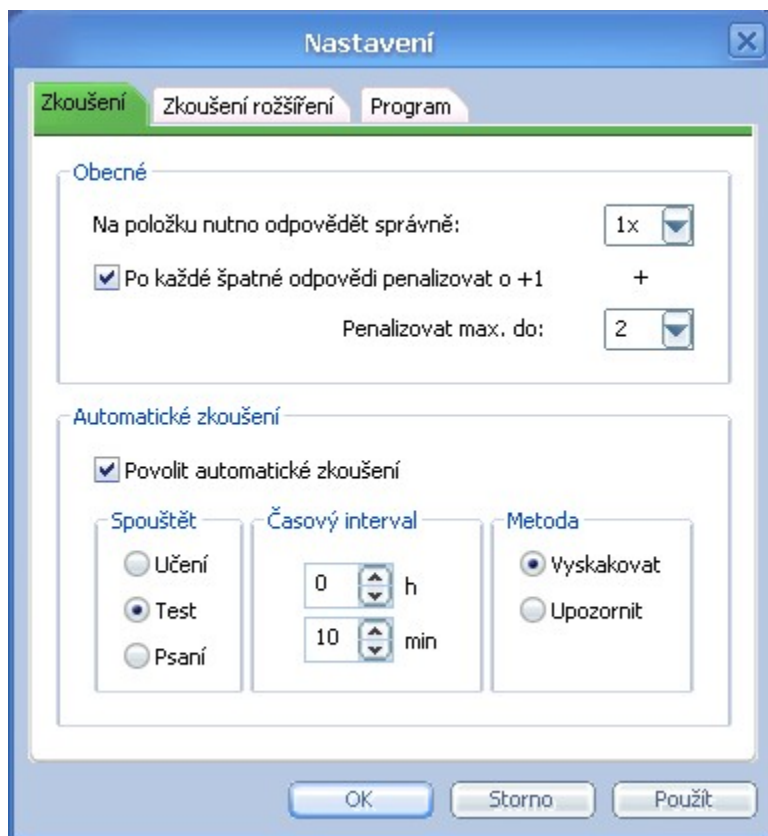 Nastavení
Zkoušení
Zkoušení rožšíření
Program
Obecné
Na položku nutno odpovědět správně:
1x
Po každé špatné odpovědi penalizovat o +1
+
Penalizovat max. do:
2
Automatické zkoušení
Povolit automatické zkoušení
Spouštět
Učení
Test
Psaní
Časový interval
0 h
10 min
Metoda
Vyskakovat
Upozornit
OK
Storno
Použít